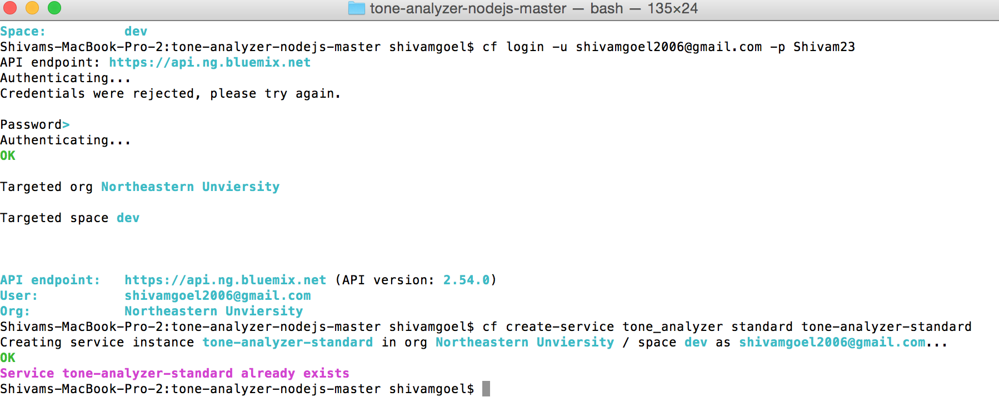 tone-analyzer-nodejs-master — bash — 135×24
Space:          dev
Shivams-MacBook-Pro-2:tone-analyzer-nodejs-master shivamgoel$ cf login -u shivamgoel2006@gmail.com -p Shivam23
API endpoint: https://api.ng.bluemix.net
Authenticating...
Credentials were rejected, please try again.
Password>
Authenticating...
OK
Targeted org Northeastern Unviersity
Targeted space dev
API endpoint:   https://api.ng.bluemix.net (API version: 2.54.0)
User:           shivamgoel2006@gmail.com
Org:            Northeastern Unviersity
Shivams-MacBook-Pro-2:tone-analyzer-nodejs-master shivamgoel$ cf create-service tone_analyzer standard tone-analyzer-standard
Creating service instance tone-analyzer-standard in org Northeastern Unviersity / space dev as shivamgoel2006@gmail.com...
OK
Service tone-analyzer-standard already exists
Shivams-MacBook-Pro-2:tone-analyzer-nodejs-master shivamgoel$